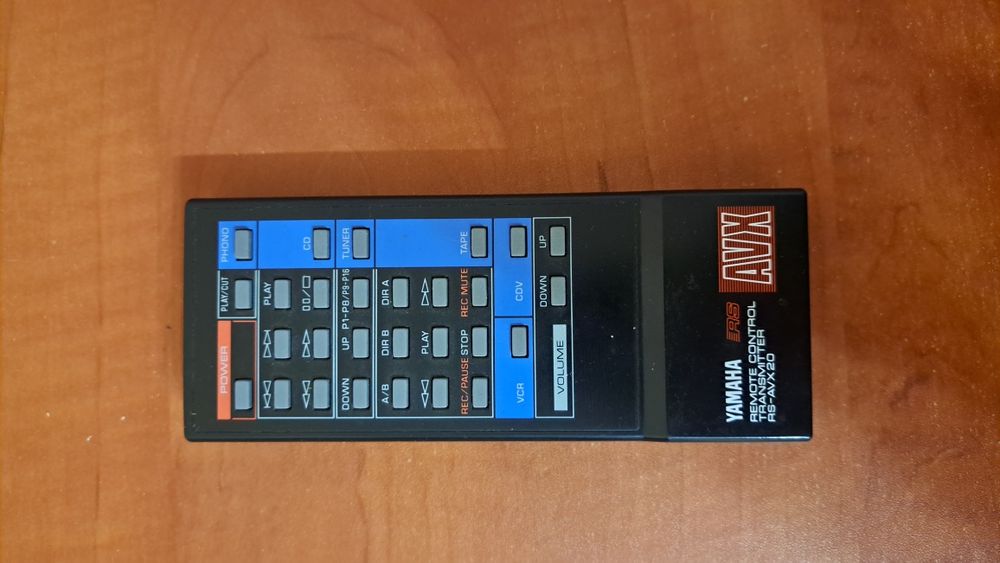 POWER
PLAY/CUT
PHONO
PLAY
CD
DOWN
UP
P1-P8/P9-P16
TUNER
A/B
DIR B
DIR A
PLAY
REC/PAUSE
STOP
REC MUTE
TAPE
VCR
CDV
VOLUME
DOWN
UP
YAMAHA
RS
AVX
REMOTE CONTROL
TRANSMITTER
RS-AVX20